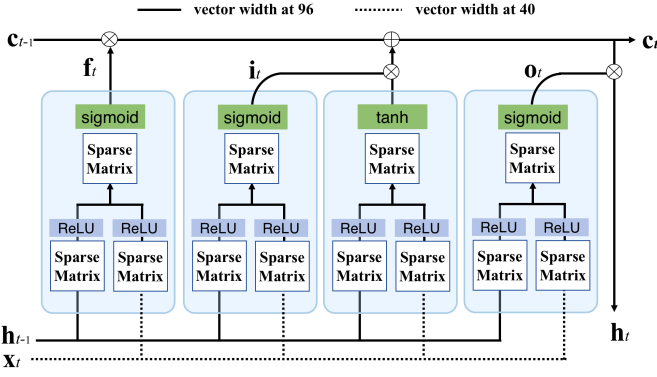 vector width at 96
vector width at 40
c t-1
c t
f t
i t
o t
sigmoid
sigmoid
tanh
sigmoid
Sparse Matrix
Sparse Matrix
Sparse Matrix
Sparse Matrix
ReLU
ReLU
ReLU
ReLU
ReLU
ReLU
ReLU
ReLU
Sparse Matrix
Sparse Matrix
Sparse Matrix
Sparse Matrix
Sparse Matrix
Sparse Matrix
Sparse Matrix
Sparse Matrix
h t-1
h t
x t